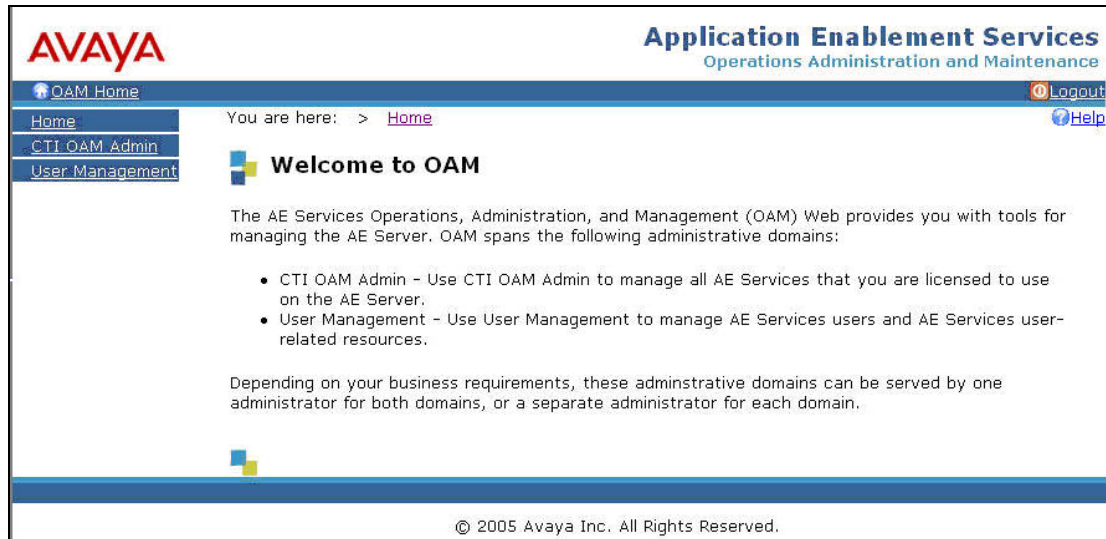 AVAYA
Application Enablement Services
Operations Administration and Maintenance
OAM Home
Logout
Home
CTI OAM Admin
User Management
You are here: > Home
Help
Welcome to OAM
The AE Services Operations, Administration, and Management (OAM) Web provides you with tools for
managing the AE Server. OAM spans the following administrative domains:
• CTI OAM Admin – Use CTI OAM Admin to manage all AE Services that you are licensed to use
on the AE Server.
• User Management – Use User Management to manage AE Services users and AE Services user-
related resources.
Depending on your business requirements, these adminstrative domains can be served by one
administrator for both domains, or a separate administrator for each domain.
© 2005 Avaya Inc. All Rights Reserved.